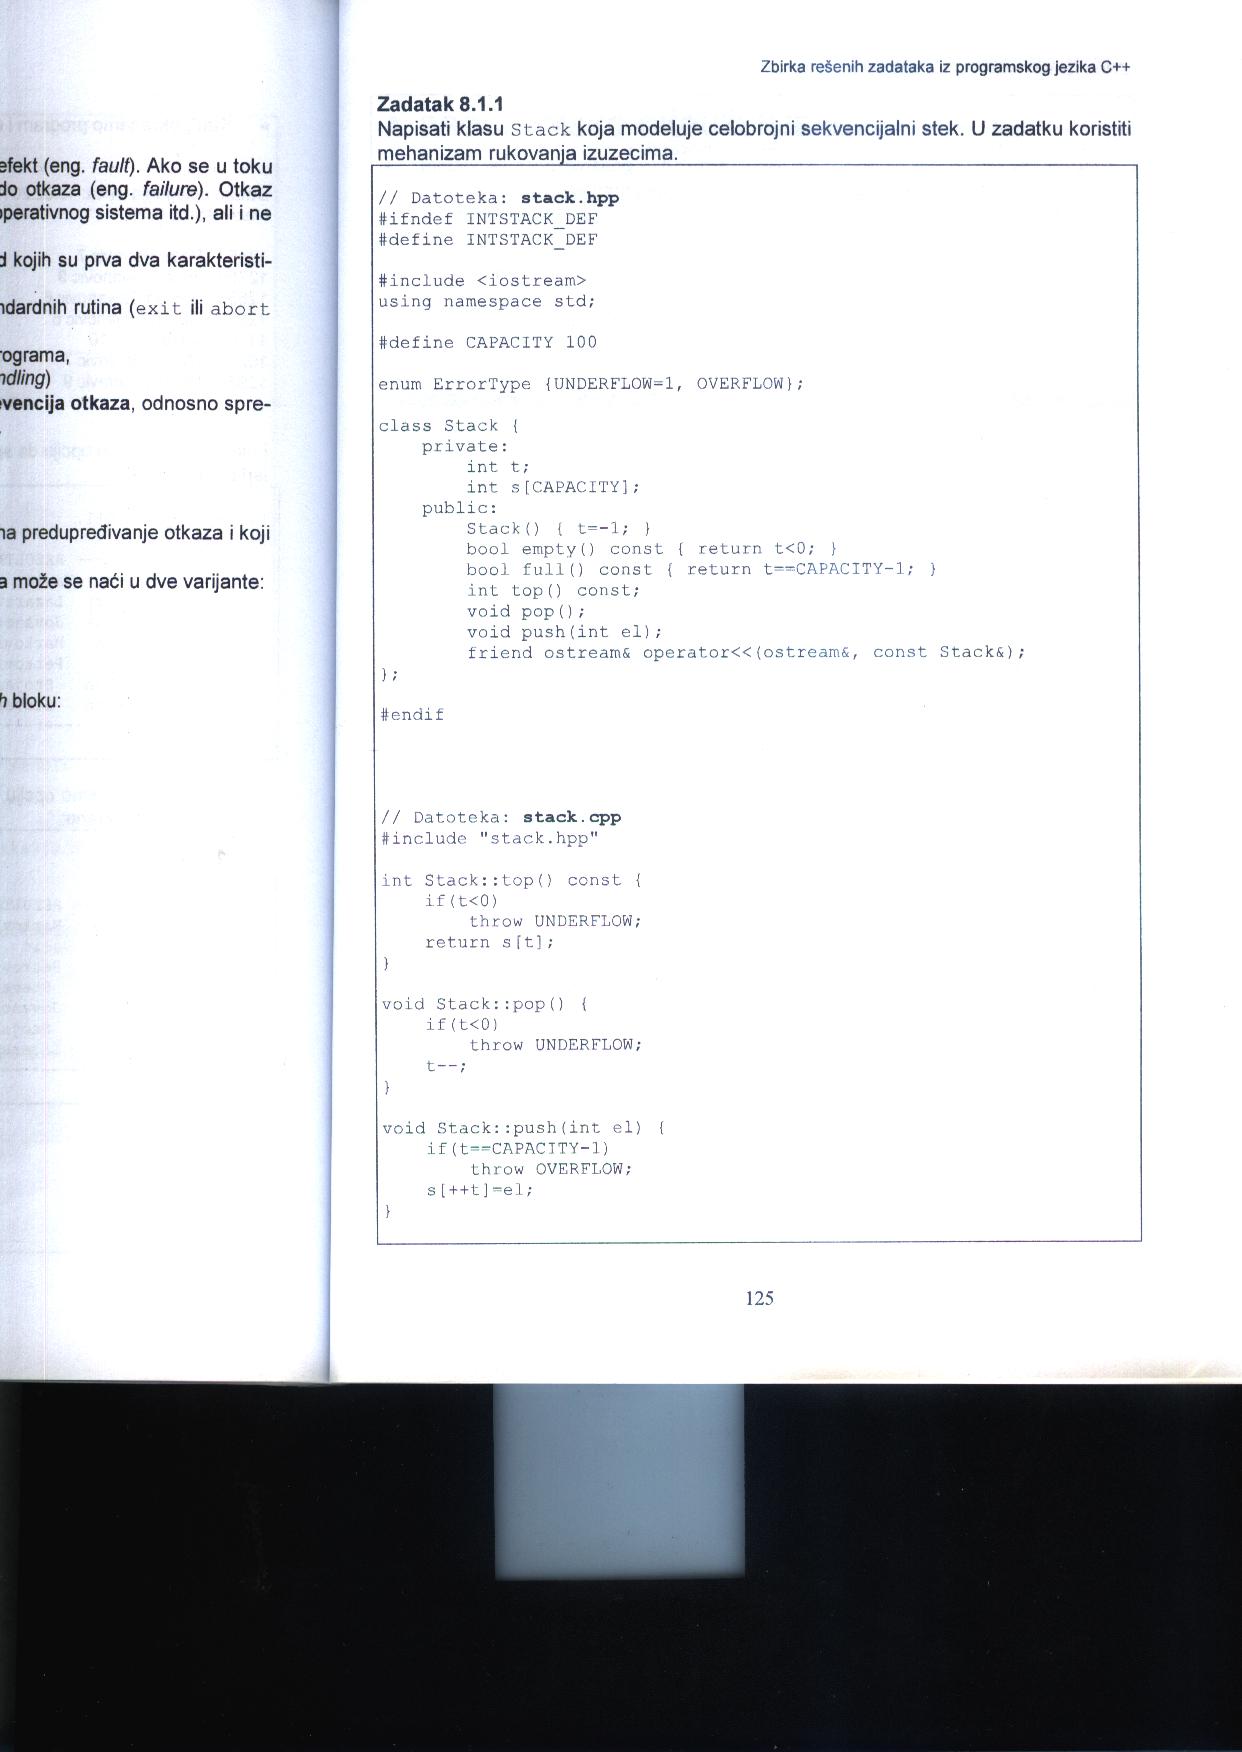 efekt (eng. fault). Ako se u toku
do otkaza (eng. failure). Otkaz
operativnog sistema itd.), ali i ne
d kojih su prva dva karakteristi-
ndardnih rutina (exit ili abort
rograma,
ndling)
evencija otkaza, odnosno spre-
na predupređivanje otkaza i koji
a može se naći u dve varijante:
h bloku:
Zbirka rešenih zadataka iz programskog jezika C++
Zadatak 8.1.1
Napisati klasu Stack koja modeluje celobrojni sekvencijalni stek. U zadatku koristiti
mehanizam rukovanja izuzecima.
// Datoteka: stack.hpp
#ifndef INTSTACK_DEF
#define INTSTACK_DEF
#include <iostream>
using namespace std;
#define CAPACITY 100
enum ErrorType {UNDERFLOW=1, OVERFLOW};
class Stack {
private:
int t;
int s[CAPACITY];
public:
Stack() { t=-1; }
bool empty() const { return t<0; }
bool full() const { return t==CAPACITY-1; }
int top() const;
void pop();
void push(int el);
friend ostream& operator<<(ostream&, const Stack&);
};
#endif
// Datoteka: stack.cpp
#include "stack.hpp"
int Stack::top() const {
if(t<0)
throw UNDERFLOW;
return s[t];
}
void Stack::pop() {
if(t<0)
throw UNDERFLOW;
t--;
}
void Stack::push(int el) {
if(t==CAPACITY-1)
throw OVERFLOW;
s[++t]=el;
}
125